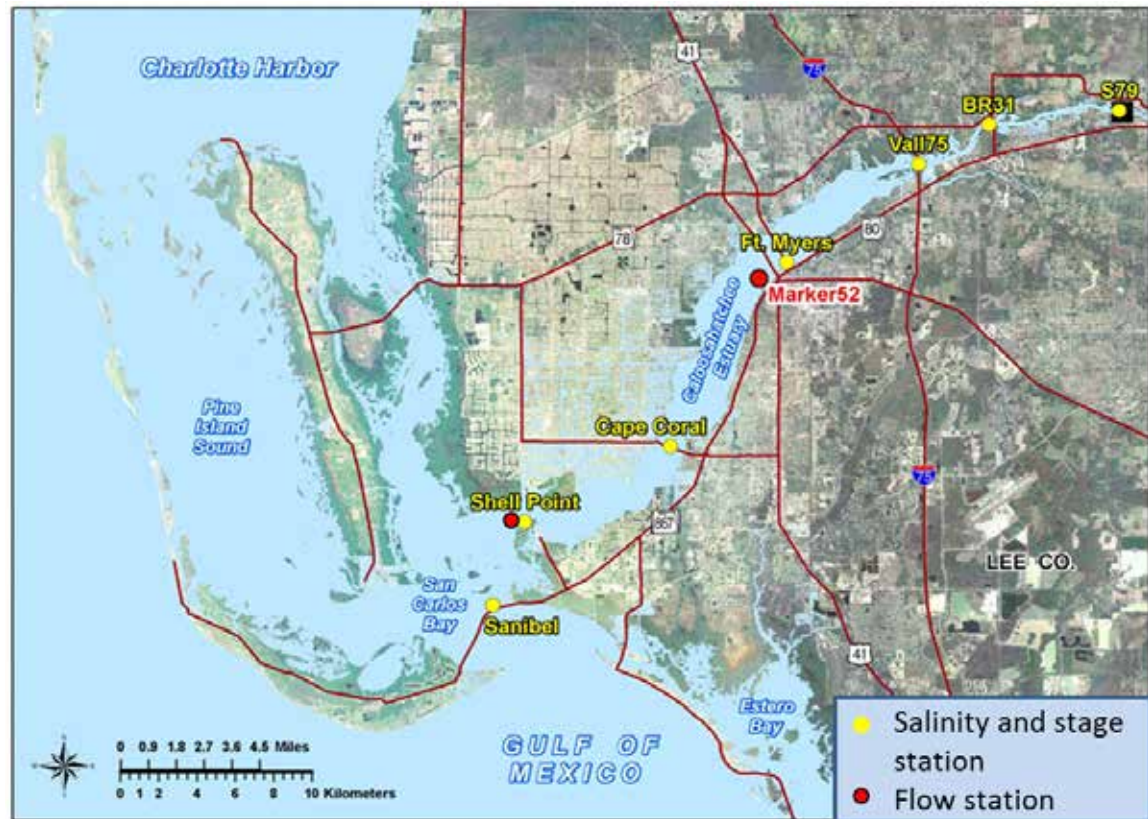 Charlotte Harbor
41
75
S79
BR31
Vall75
78
80
Ft. Myers
Marker52
Caloosahatchee
Estuary
Pine
Island
Sound
Cape Coral
75
Shell Point
867
LEE CO.
San
Carlos
Bay
Sanibel
41
Estero
Bay
GULF OF
MEXICO
0 0.9 1.8 2.7 3.6 4.5 Miles
0 1 2 4 6 8 10 Kilometers
Salinity and stage
station
Flow station